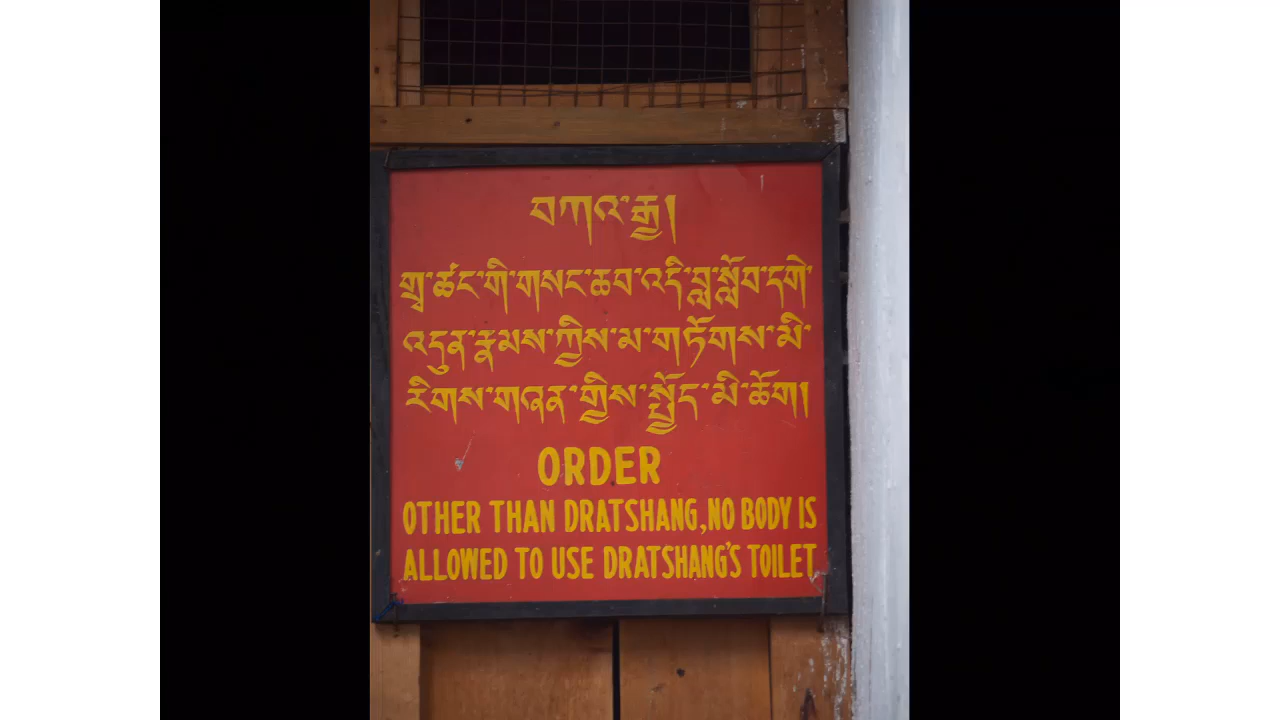 བཀའ་རྒྱ།
གྲྭ་ཚང་གི་གསང་ཆབ་འདི་བླ་སློབ་དགེ་
འདུན་རྣམས་ཀྱིས་མ་གཏོགས་མི་
རིགས་གཞན་གྱིས་སྤྱོད་མི་ཆོག།
ORDER
OTHER THAN DRATSHANG, NO BODY IS
ALLOWED TO USE DRATSHANG'S TOILET